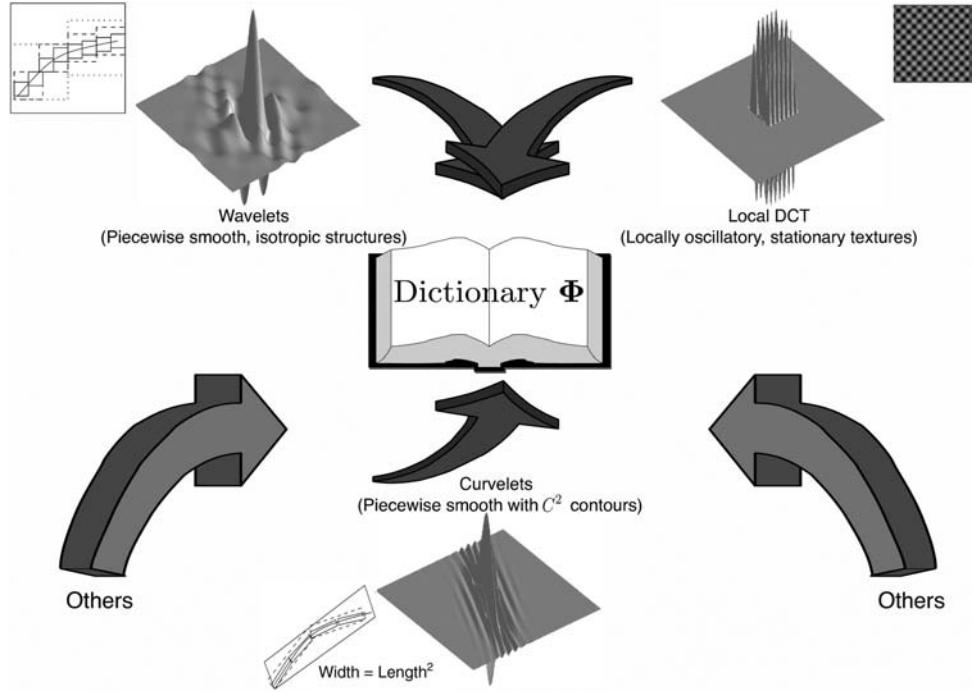 Wavelets
(Piecewise smooth, isotropic structures)
Local DCT
(Locally oscillatory, stationary textures)
Dictionary Φ
Curvelets
(Piecewise smooth with C² contours)
Others
Others
Width = Length²